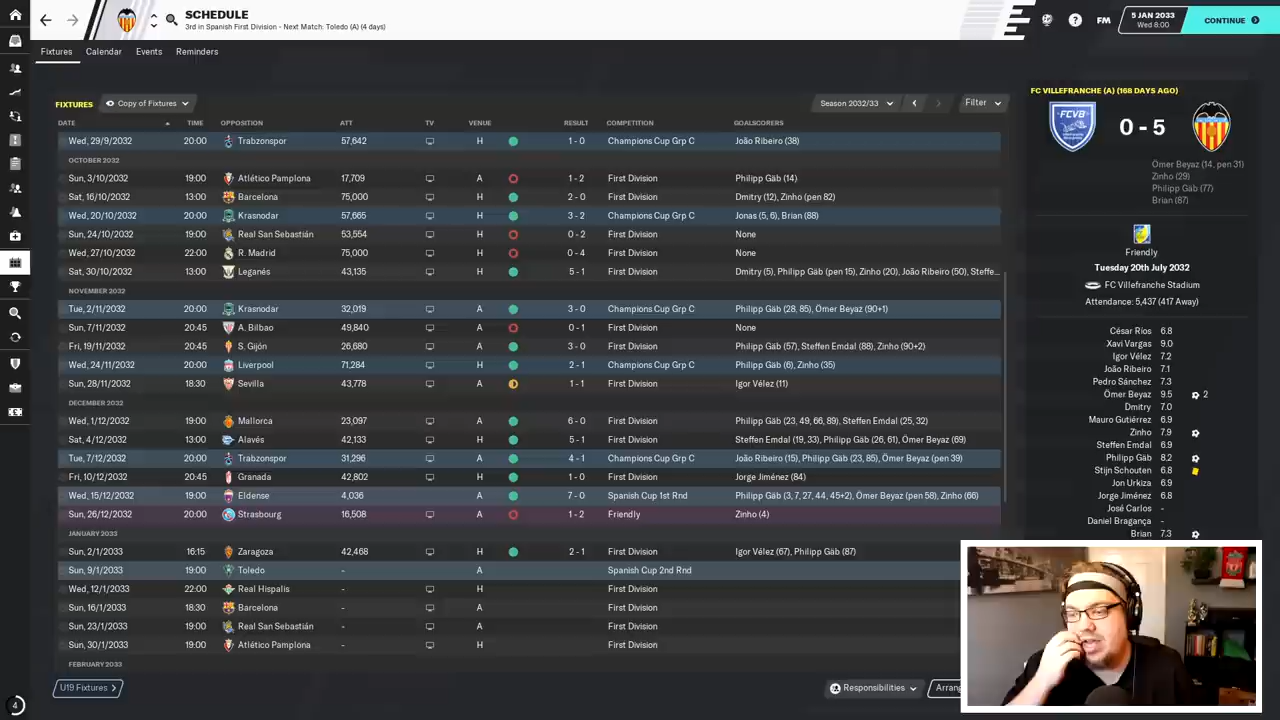 SCHEDULE
3rd in Spanish First Division - Next Match: Toledo (A) (4 days)
FM
5 JAN 2033
Wed 8:00
CONTINUE
Fixtures Calendar Events Reminders
FIXTURES Copy of Fixtures Season 2032/33 Filter
DATE TIME OPPOSITION ATT TV VENUE RESULT COMPETITION GOALSCORERS
Wed, 29/9/2032 20:00 Trabzonspor 57,642 H 1 - 0 Champions Cup Grp C João Ribeiro (38)
OCTOBER 2032
Sun, 3/10/2032 19:00 Atlético Pamplona 17,709 A 1 - 2 First Division Philipp Gäb (14)
Sat, 16/10/2032 13:00 Barcelona 75,000 H 2 - 0 First Division Dmitry (12), Zinho (pen 82)
Wed, 20/10/2032 20:00 Krasnodar 57,665 H 3 - 2 Champions Cup Grp C Jonas (5, 6), Brian (88)
Sun, 24/10/2032 19:00 Real San Sebastián 53,554 H 0 - 2 First Division None
Wed, 27/10/2032 22:00 R. Madrid 75,000 H 0 - 4 First Division None
Sat, 30/10/2032 13:00 Leganés 43,135 H 5 - 1 First Division Dmitry (5), Philipp Gäb (pen 15), Zinho (20), João Ribeiro (50), Steffe...
NOVEMBER 2032
Tue, 2/11/2032 20:00 Krasnodar 32,019 A 3 - 0 Champions Cup Grp C Philipp Gäb (28, 85), Ömer Beyaz (90+1)
Sun, 7/11/2032 20:45 A. Bilbao 49,840 A 0 - 1 First Division None
Fri, 19/11/2032 20:45 S. Gijón 26,680 A 3 - 0 First Division Philipp Gäb (57), Steffen Emdal (88), Zinho (90+2)
Wed, 24/11/2032 20:00 Liverpool 71,284 H 2 - 1 Champions Cup Grp C Philipp Gäb (6), Zinho (35)
Sun, 28/11/2032 18:30 Sevilla 43,778 A 1 - 1 First Division Igor Vélez (11)
DECEMBER 2032
Wed, 1/12/2032 19:00 Mallorca 23,097 A 6 - 0 First Division Philipp Gäb (23, 49, 66, 89), Steffen Emdal (25, 32)
Sat, 4/12/2032 13:00 Alavés 42,133 H 5 - 1 First Division Steffen Emdal (19, 33), Philipp Gäb (26, 61), Ömer Beyaz (69)
Tue, 7/12/2032 20:00 Trabzonspor 31,296 A 4 - 1 Champions Cup Grp C João Ribeiro (15), Philipp Gäb (23, 85), Ömer Beyaz (pen 39)
Fri, 10/12/2032 20:45 Granada 42,802 H 1 - 0 First Division Jorge Jiménez (84)
Wed, 15/12/2032 19:00 Eldense 4,036 A 7 - 0 Spanish Cup 1st Rnd Philipp Gäb (3, 7, 27, 44, 45+2), Ömer Beyaz (pen 58), Zinho (66)
Sun, 26/12/2032 20:00 Strasbourg 16,508 A 1 - 2 Friendly Zinho (4)
JANUARY 2033
Sun, 2/1/2033 16:15 Zaragoza 42,468 H 2 - 1 First Division Igor Vélez (67), Philipp Gäb (87)
Sun, 9/1/2033 19:00 Toledo - A Spanish Cup 2nd Rnd
Wed, 12/1/2033 22:00 Real Hispalis - H First Division
Sun, 16/1/2033 18:30 Barcelona - A First Division
Sun, 23/1/2033 19:00 Real San Sebastián - A First Division
Sun, 30/1/2033 19:00 Atlético Pamplona - H First Division
FEBRUARY 2033
U19 Fixtures Responsibilities Arrang
4
FC VILLEFRANCHE (A) (168 DAYS AGO)
FCVB
0 - 5
Ömer Beyaz (14, pen 31)
Zinho (29)
Philipp Gäb (77)
Brian (87)
Friendly
Tuesday 20th July 2032
FC Villefranche Stadium
Attendance: 5,437 (417 Away)
César Ríos 6.8
Xavi Vargas 9.0
Igor Vélez 7.2
João Ribeiro 7.1
Pedro Sánchez 7.3
Ömer Beyaz 9.5 2
Dmitry 7.0
Mauro Gutiérrez 6.9
Zinho 7.9
Steffen Emdal 6.9
Philipp Gäb 8.2
Stijn Schouten 6.8
Jon Urkiza 6.9
Jorge Jiménez 6.8
José Carlos -
Daniel Bragança -
Brian 7.3